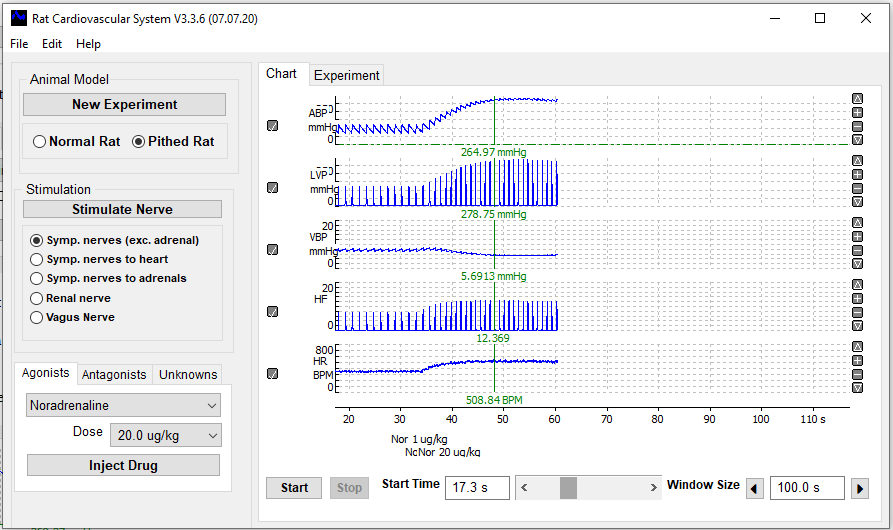 Rat Cardiovascular System V3.3.6 (07.07.20)
File Edit Help
Animal Model
New Experiment
Normal Rat Pithed Rat
Stimulation
Stimulate Nerve
Symp. nerves (exc. adrenal)
Symp. nerves to heart
Symp. nerves to adrenals
Renal nerve
Vagus Nerve
Agonists Antagonists Unknowns
Noradrenaline
Dose 20.0 ug/kg
Inject Drug
Chart Experiment
ABP
mmHg
0
264.97 mmHg
LVP
mmHg
0
278.75 mmHg
20
VBP
mmHg
0
5.6913 mmHg
20
HF
0
12.369
800
HR
BPM
0
508.84 BPM
20 30 40 50 60 70 80 90 100 110 s
Nor 1 ug/kg
NcNor 20 ug/kg
Start Stop Start Time 17.3 s < > Window Size 100.0 s